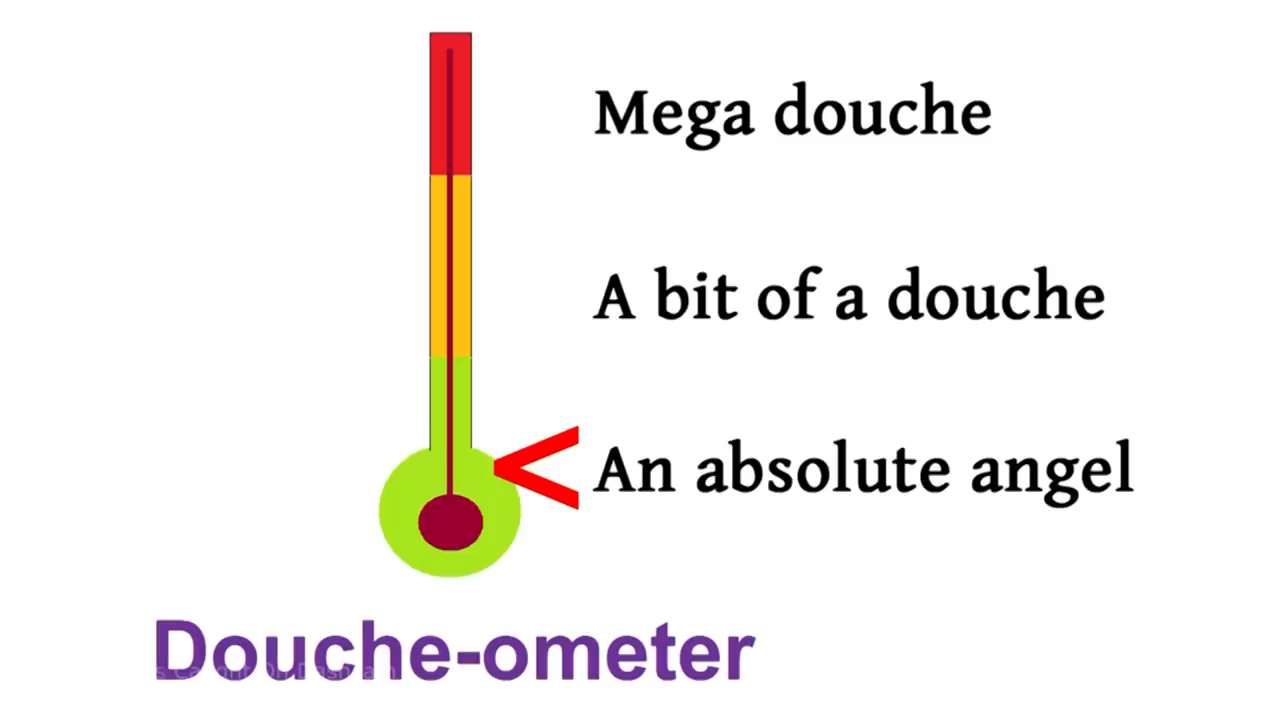 Mega douche
A bit of a douche
An absolute angel
Douche-ometer